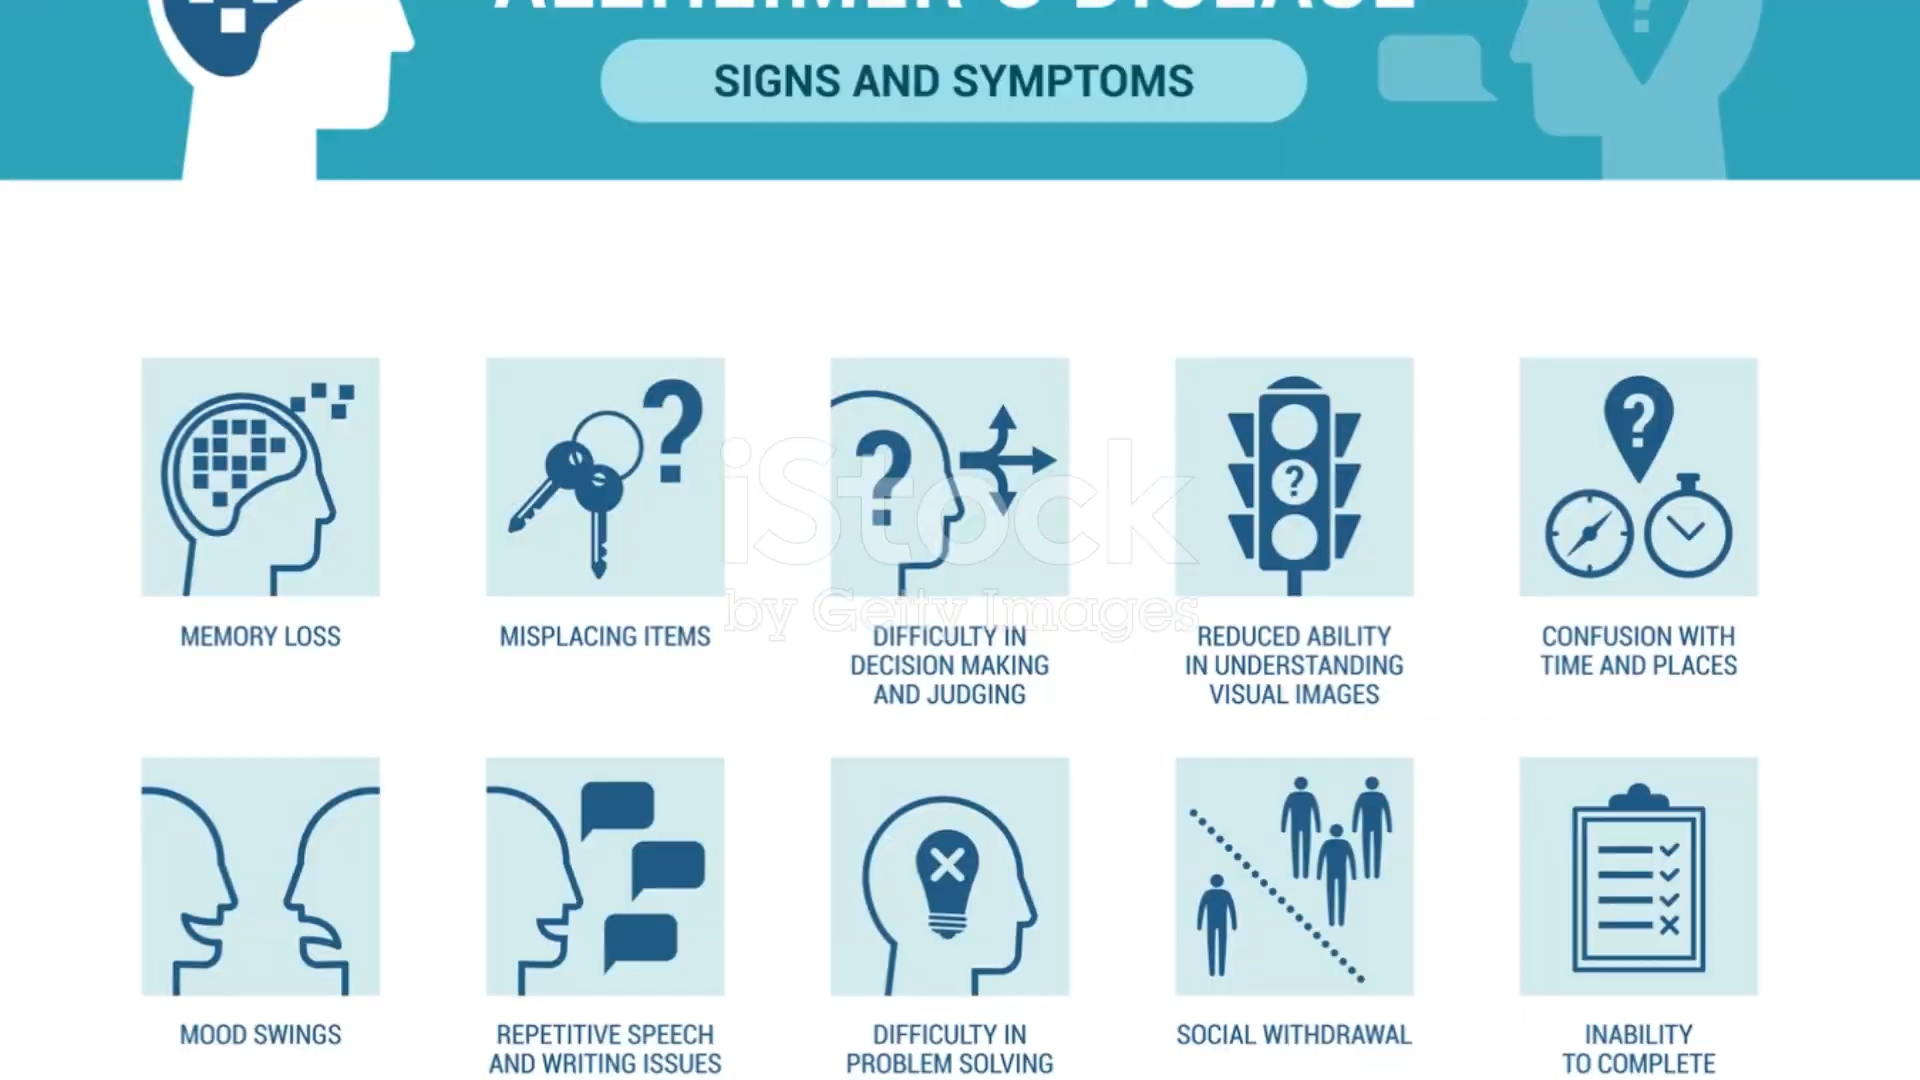 ALZHEIMER'S DISEASE
SIGNS AND SYMPTOMS
?
?
?
?
?
iStock
by Getty Images
MEMORY LOSS
MISPLACING ITEMS
DIFFICULTY IN
DECISION MAKING
AND JUDGING
REDUCED ABILITY
IN UNDERSTANDING
VISUAL IMAGES
CONFUSION WITH
TIME AND PLACES
MOOD SWINGS
REPETITIVE SPEECH
AND WRITING ISSUES
DIFFICULTY IN
PROBLEM SOLVING
SOCIAL WITHDRAWAL
INABILITY
TO COMPLETE